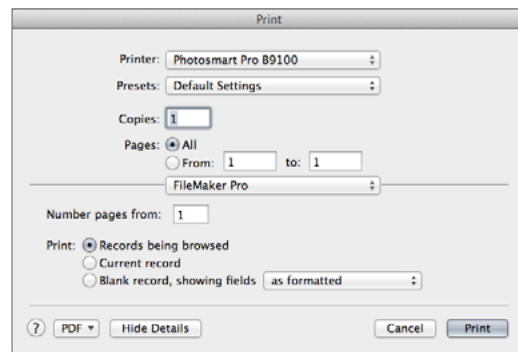 Print
Printer: Photosmart Pro B9100
Presets: Default Settings
Copies: 1
Pages: All
From: 1 to: 1
FileMaker Pro
Number pages from: 1
Print: Records being browsed
Current record
Blank record, showing fields as formatted
? PDF Hide Details Cancel Print